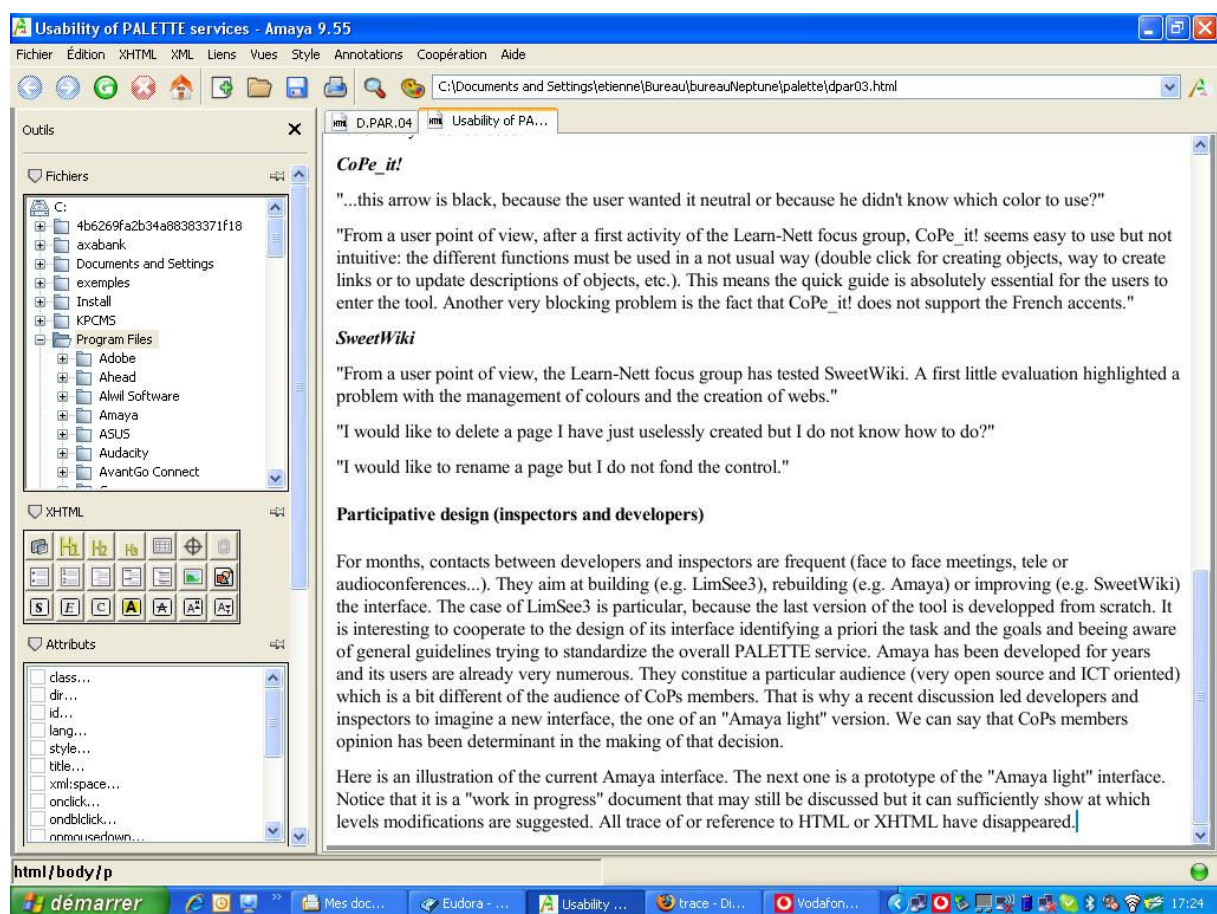 Usability of PALETTE services - Amaya 9.55
Fichier Édition XHTML XML Liens Vues Style Annotations Coopération Aide
C:\Documents and Settings\etienne\Bureau\bureauNeptune\palette\dpar03.html
Outils
Fichiers
C:
4b6269fa2b34a88383371f18
axabank
Documents and Settings
exemples
Install
KPCMS
Program Files
Adobe
Ahead
Alwil Software
Amaya
ASUS
Audacity
AvantGo Connect
XHTML
H1 H2 H3
S E C A A A A
Attributs
class...
dir...
id...
lang...
style...
title...
xml:space...
onclick...
ondblclick...
onmousedown...
D.PAR.04 Usability of PA...
CoPe_it!
"...this arrow is black, because the user wanted it neutral or because he didn't know which color to use?"
"From a user point of view, after a first activity of the Learn-Nett focus group, CoPe_it! seems easy to use but not
intuitive: the different functions must be used in a not usual way (double click for creating objects, way to create
links or to update descriptions of objects, etc.). This means the quick guide is absolutely essential for the users to
enter the tool. Another very blocking problem is the fact that CoPe_it! does not support the French accents."
SweetWiki
"From a user point of view, the Learn-Nett focus group has tested SweetWiki. A first little evaluation highlighted a
problem with the management of colours and the creation of webs."
"I would like to delete a page I have just uselessly created but I do not know how to do?"
"I would like to rename a page but I do not fond the control."
Participative design (inspectors and developers)
For months, contacts between developers and inspectors are frequent (face to face meetings, tele or
audioconferences...). They aim at building (e.g. LimSee3), rebuilding (e.g. Amaya) or improving (e.g. SweetWiki)
the interface. The case of LimSee3 is particular, because the last version of the tool is developped from scratch. It
is interesting to cooperate to the design of its interface identifying a priori the task and the goals and beeing aware
of general guidelines trying to standardize the overall PALETTE service. Amaya has been developed for years
and its users are already very numerous. They constitue a particular audience (very open source and ICT oriented)
which is a bit different of the audience of CoPs members. That is why a recent discussion led developers and
inspectors to imagine a new interface, the one of an "Amaya light" version. We can say that CoPs members
opinion has been determinant in the making of that decision.
Here is an illustration of the current Amaya interface. The next one is a prototype of the "Amaya light" interface.
Notice that it is a "work in progress" document that may still be discussed but it can sufficiently show at which
levels modifications are suggested. All trace of or reference to HTML or XHTML have disappeared.
html/body/p
démarrer Mes doc... Eudora - ... Usability ... trace - Di... Vodafon... 17:24